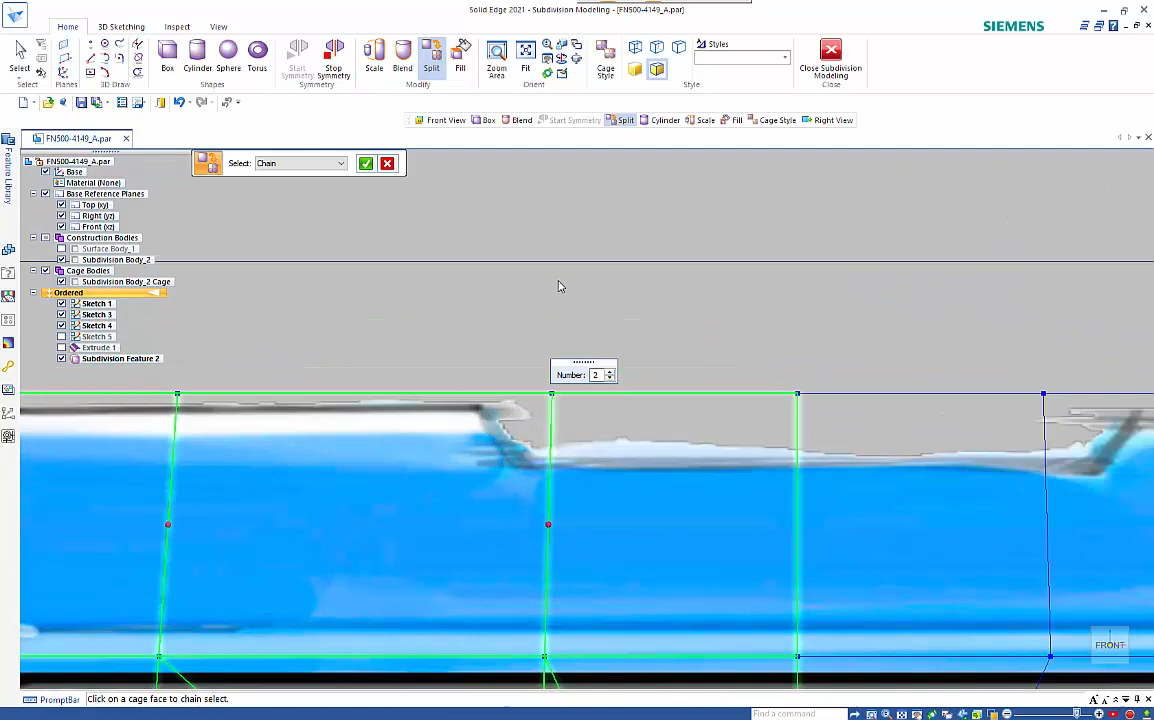 Solid Edge 2021 - Subdivision Modeling - [FN500-4149_A.par]
Home
3D Sketching
Inspect
View
SIEMENS
Select
Box
Cylinder
Sphere
Torus
Start Symmetry
Stop Symmetry
Scale
Blend
Split
Fill
Zoom Area
Fit
Cage Style
Styles
Close Subdivision Modeling
Select
Planes
3D Draw
Shapes
Symmetry
Modify
Orient
Style
Close
Front View
Box
Blend
Start Symmetry
Split
Cylinder
Scale
Fill
Cage Style
Right View
FN500-4149_A.par
Feature Library
FN500-4149_A.par
Base
Material (None)
Base Reference Planes
Top (xy)
Right (yz)
Front (xz)
Construction Bodies
Surface Body_1
Subdivision Body_2
Cage Bodies
Subdivision Body_2 Cage
Ordered
Sketch 1
Sketch 3
Sketch 4
Sketch 5
Extrude 1
Subdivision Feature 2
Select: Chain
Number: 2
FRONT
PromptBar Click on a cage face to chain select.
Find a command